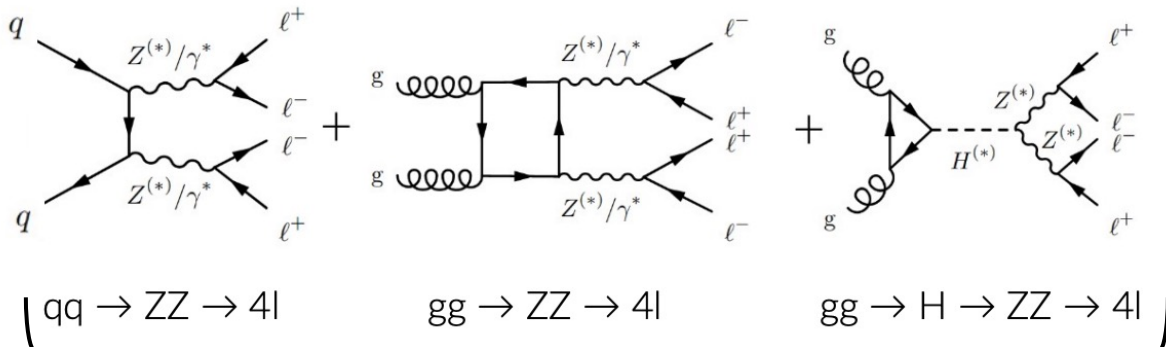 q Z^(*)/γ* ℓ+
ℓ−
ℓ−
q Z^(*)/γ* ℓ+
+
g Z^(*)/γ* ℓ−
ℓ+
ℓ+
g Z^(*)/γ* ℓ−
+
g ℓ+
Z^(*) ℓ−
H^(*) Z^(*) ℓ−
g ℓ+
qq → ZZ → 4l gg → ZZ → 4l gg → H → ZZ → 4l